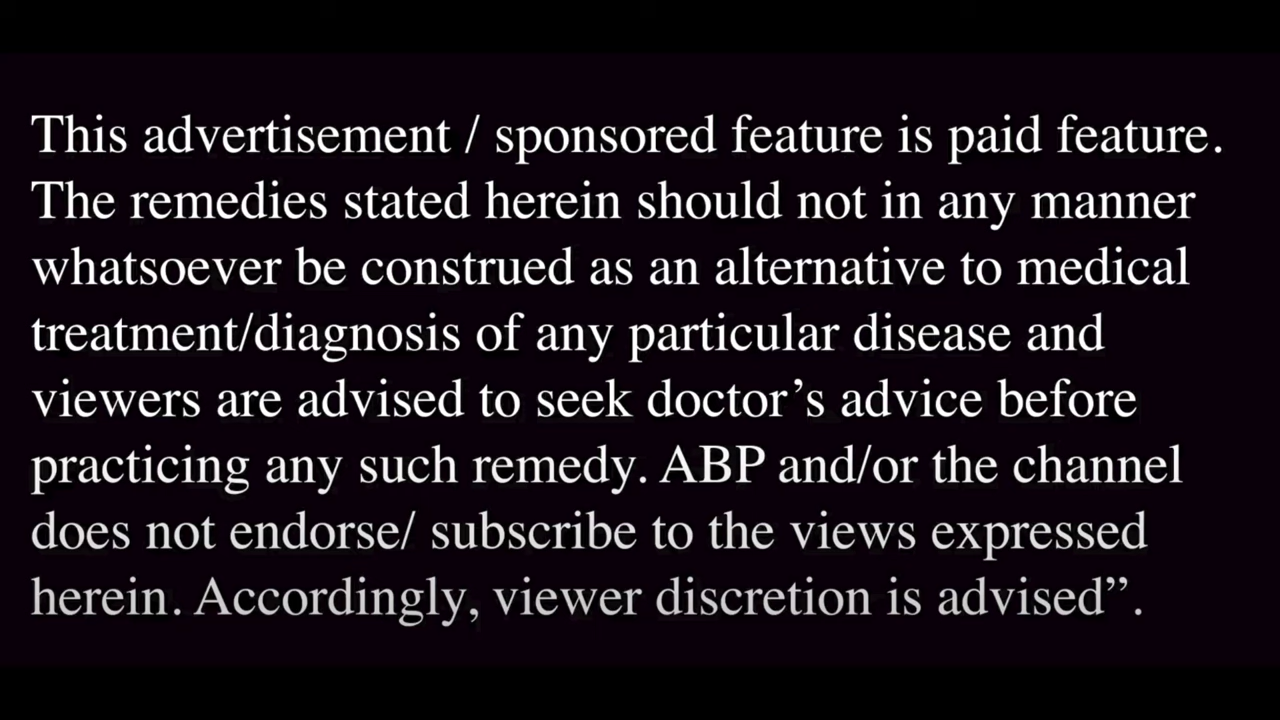 This advertisement / sponsored feature is paid feature.
The remedies stated herein should not in any manner
whatsoever be construed as an alternative to medical
treatment/diagnosis of any particular disease and
viewers are advised to seek doctor’s advice before
practicing any such remedy. ABP and/or the channel
does not endorse/ subscribe to the views expressed
herein. Accordingly, viewer discretion is advised”.